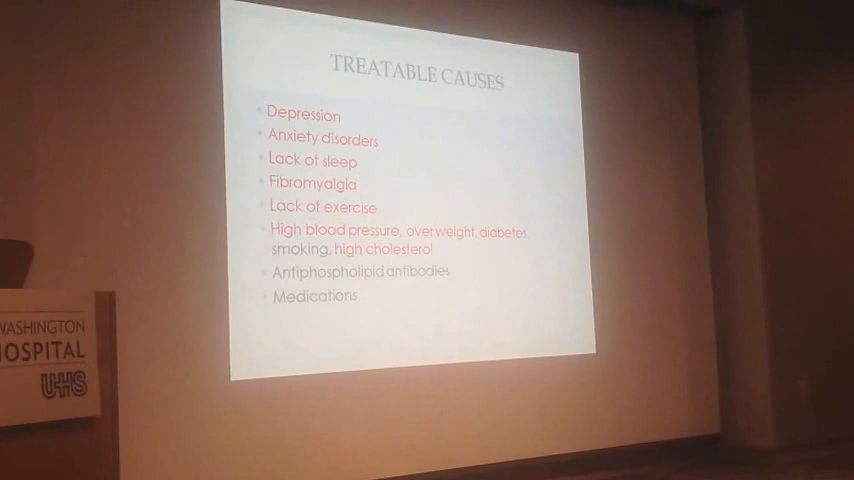 TREATABLE CAUSES
Depression
Anxiety disorders
Lack of sleep
Fibromyalgia
Lack of exercise
High blood pressure, overweight, diabetes,
smoking, high cholesterol
Antiphospholipid antibodies
Medications
WASHINGTON
HOSPITAL
UHS